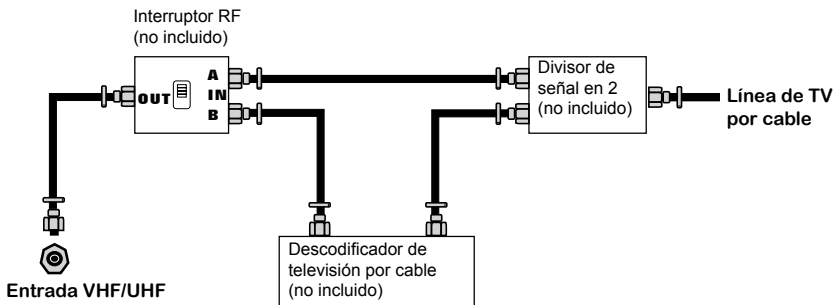 Interruptor RF
(no incluido)
A
OUT
IN
B
Divisor de
señal en 2
(no incluido)
Línea de TV
por cable
Descodificador de
televisión por cable
(no incluido)
Entrada VHF/UHF